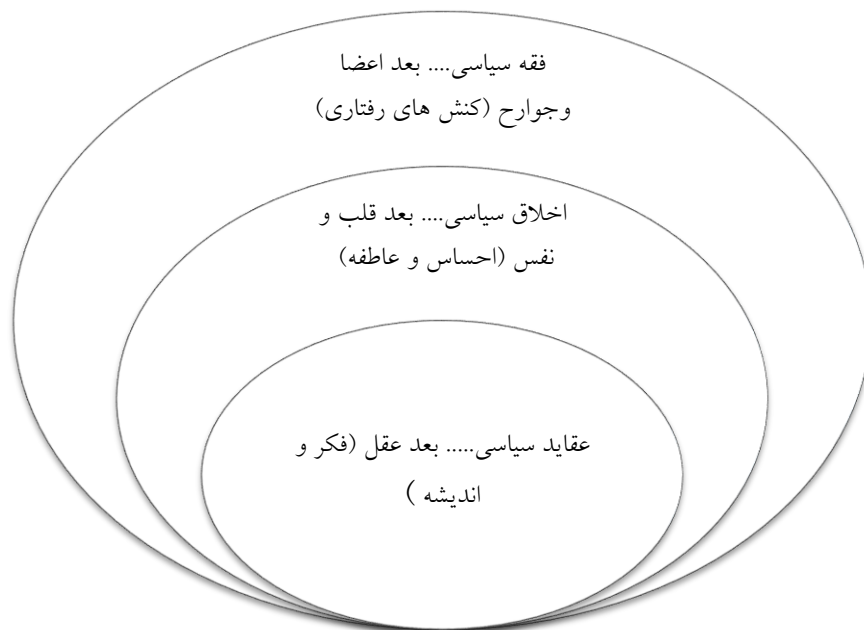 فقه سیاسی.... بعد اعضا
وجوارح (کنش های رفتاری)
اخلاق سیاسی.... بعد قلب و
نفس (احساس و عاطفه)
عقاید سیاسی..... بعد عقل (فکر و
اندیشه )